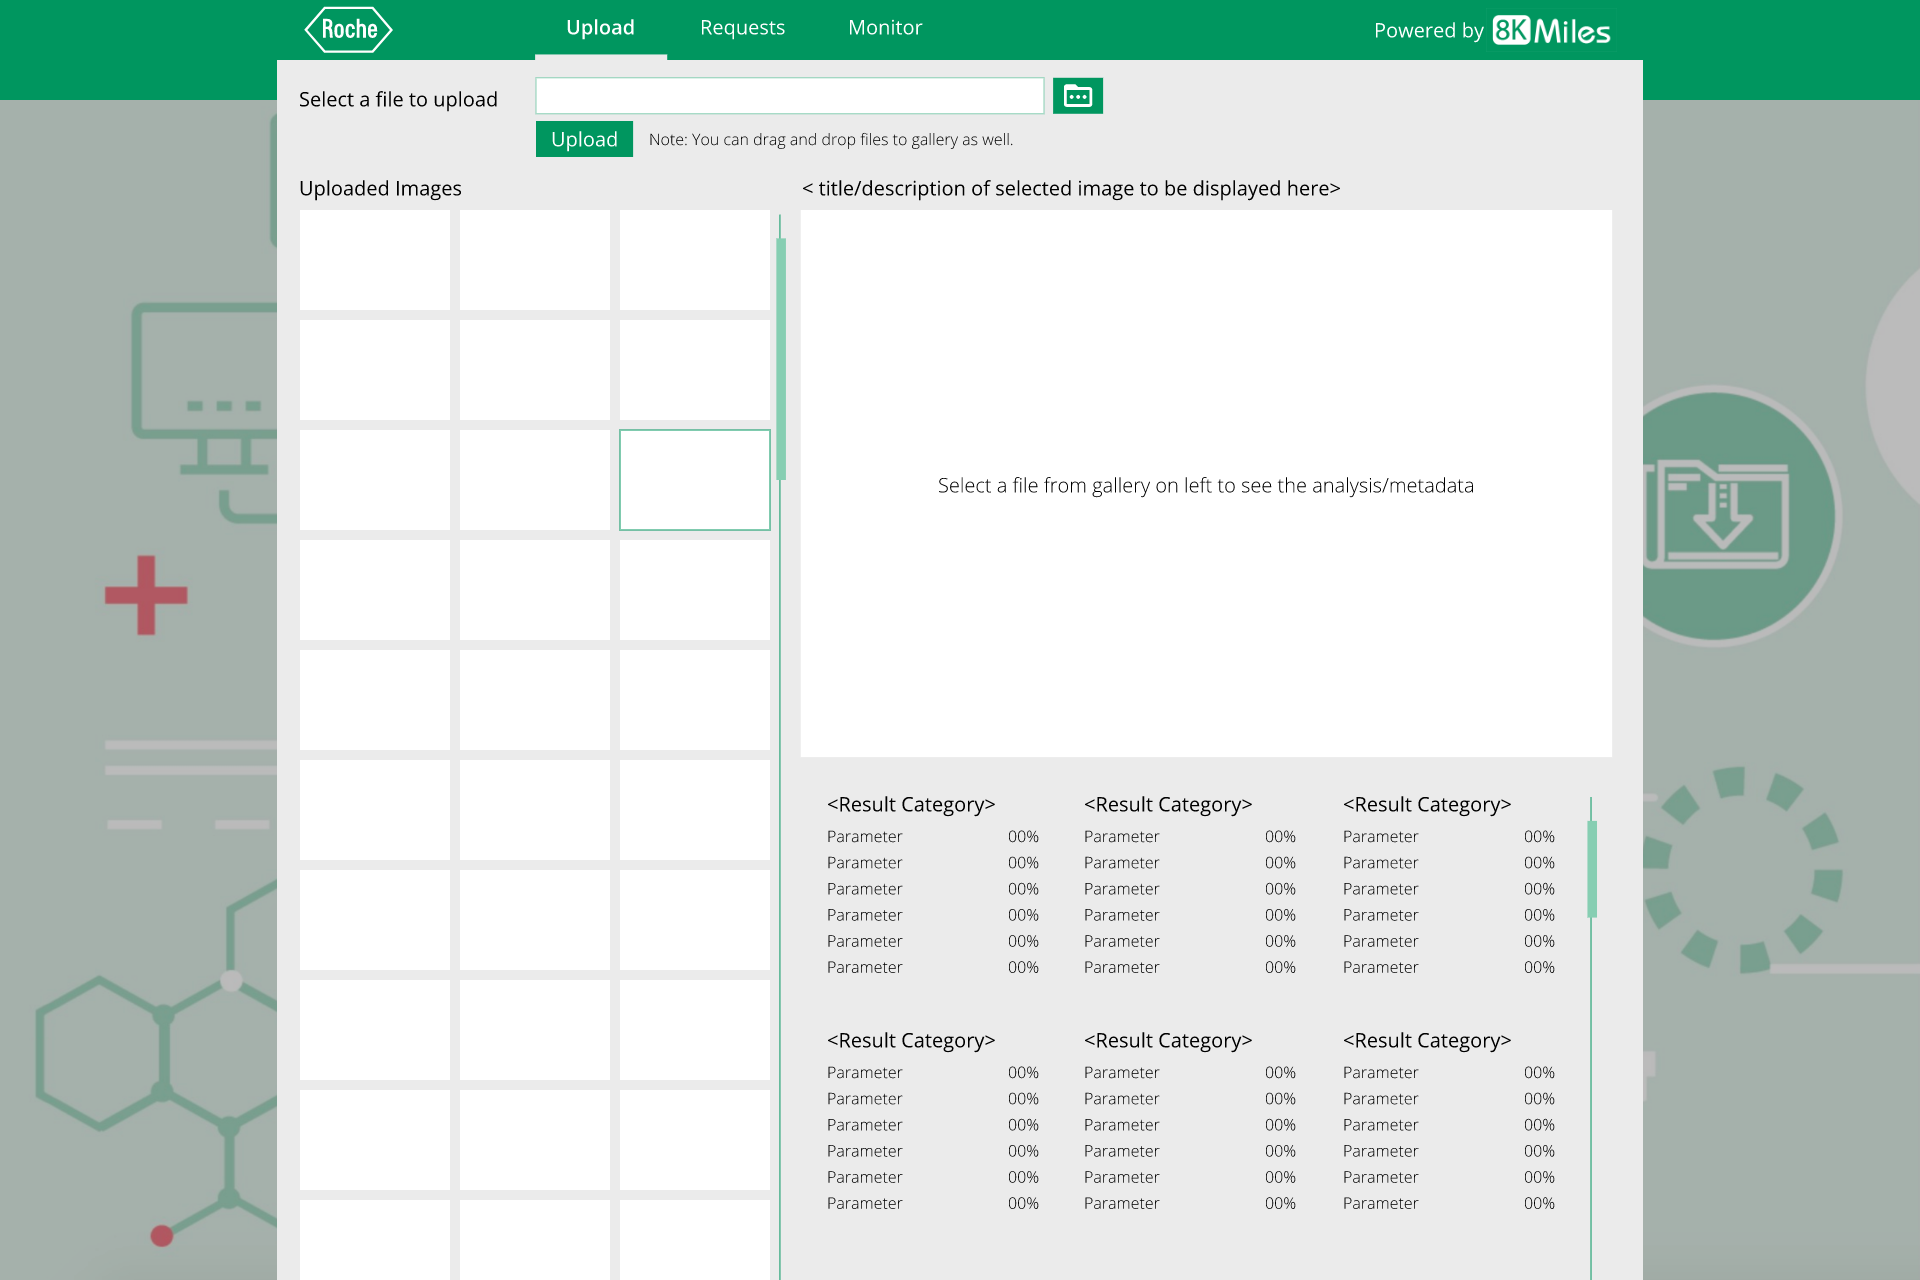 Roche Upload Requests Monitor Powered by 8K Miles
Select a file to upload
Upload Note: You can drag and drop files to gallery as well.
Uploaded Images
< title/description of selected image to be displayed here>
Select a file from gallery on left to see the analysis/metadata
<Result Category> <Result Category> <Result Category>
Parameter 00% Parameter 00% Parameter 00%
Parameter 00% Parameter 00% Parameter 00%
Parameter 00% Parameter 00% Parameter 00%
Parameter 00% Parameter 00% Parameter 00%
Parameter 00% Parameter 00% Parameter 00%
Parameter 00% Parameter 00% Parameter 00%
<Result Category> <Result Category> <Result Category>
Parameter 00% Parameter 00% Parameter 00%
Parameter 00% Parameter 00% Parameter 00%
Parameter 00% Parameter 00% Parameter 00%
Parameter 00% Parameter 00% Parameter 00%
Parameter 00% Parameter 00% Parameter 00%
Parameter 00% Parameter 00% Parameter 00%